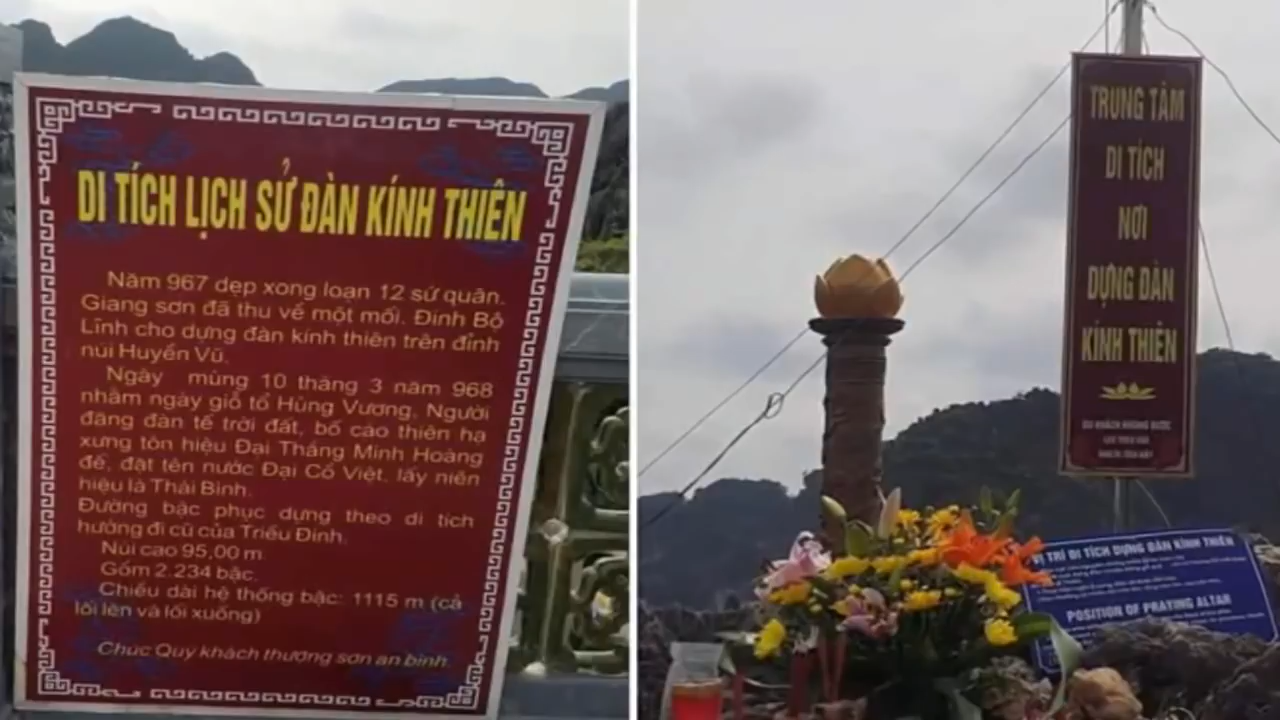 DI TÍCH LỊCH SỬ ĐÀN KÍNH THIÊN
Năm 967 dẹp xong loạn 12 sứ quân.
Giang sơn đã thu về một mối. Đinh Bộ
Lĩnh cho dựng đàn kính thiên trên đỉnh
núi Huyền Vũ.
Ngày mùng 10 tháng 3 năm 968
nhằm ngày giỗ tổ Hùng Vương, Người
đăng đàn tế trời đất, bố cáo thiên hạ
xưng tôn hiệu Đại Thắng Minh Hoàng
đế, đặt tên nước Đại Cồ Việt, lấy niên
hiệu là Thái Bình.
Đường bậc phục dựng theo di tích
hướng đi cũ của Triều Đinh.
Núi cao 95,00 m
Gồm 2.234 bậc.
Chiều dài hệ thống bậc: 1115 m (cả
lối lên và lối xuống)
Chúc Quý khách thượng sơn an bình.
TRUNG TÂM
DI TÍCH
NƠI
DỰNG ĐÀN
KÍNH THIÊN
VỊ TRÍ DI TÍCH DỰNG ĐÀN KÍNH THIÊN
POSITION OF PRAYING ALTAR